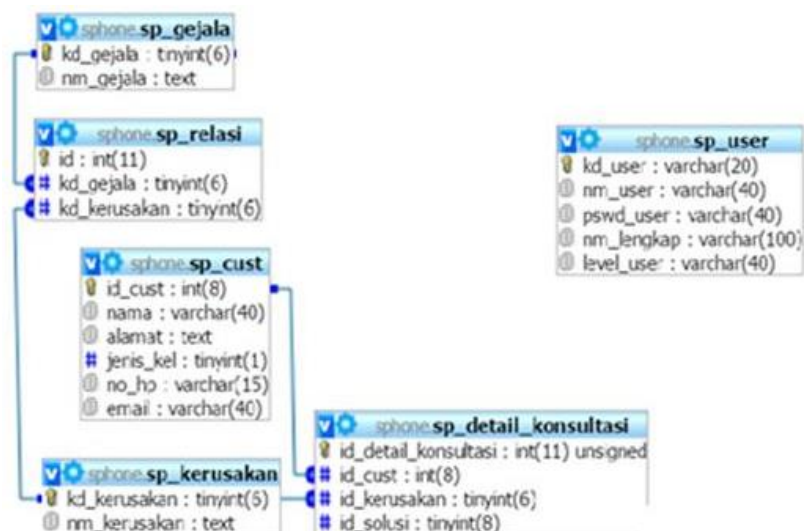 sphone.sp_gejala
kd_gejala : tinyint(6)
nm_gejala : text
sphone.sp_relasi
id : int(11)
# kd_gejala : tinyint(6)
# kd_kerusakan : tinyint(6)
sphone.sp_user
kd_user : varchar(20)
nm_user : varchar(40)
pswd_user : varchar(40)
nm_lengkap : varchar(100)
level_user : varchar(40)
sphone.sp_cust
id_cust : int(8)
nama : varchar(40)
alamat : text
# jenis_kel : tinyint(1)
no_hp : varchar(15)
email : varchar(40)
sphone.sp_detail_konsultasi
id_detail_konsultasi : int(11) unsigned
# id_cust : int(8)
# id_kerusakan : tinyint(6)
# id_solusi : tinyint(8)
sphone.sp_kerusakan
kd_kerusakan : tinyint(6)
nm_kerusakan : text